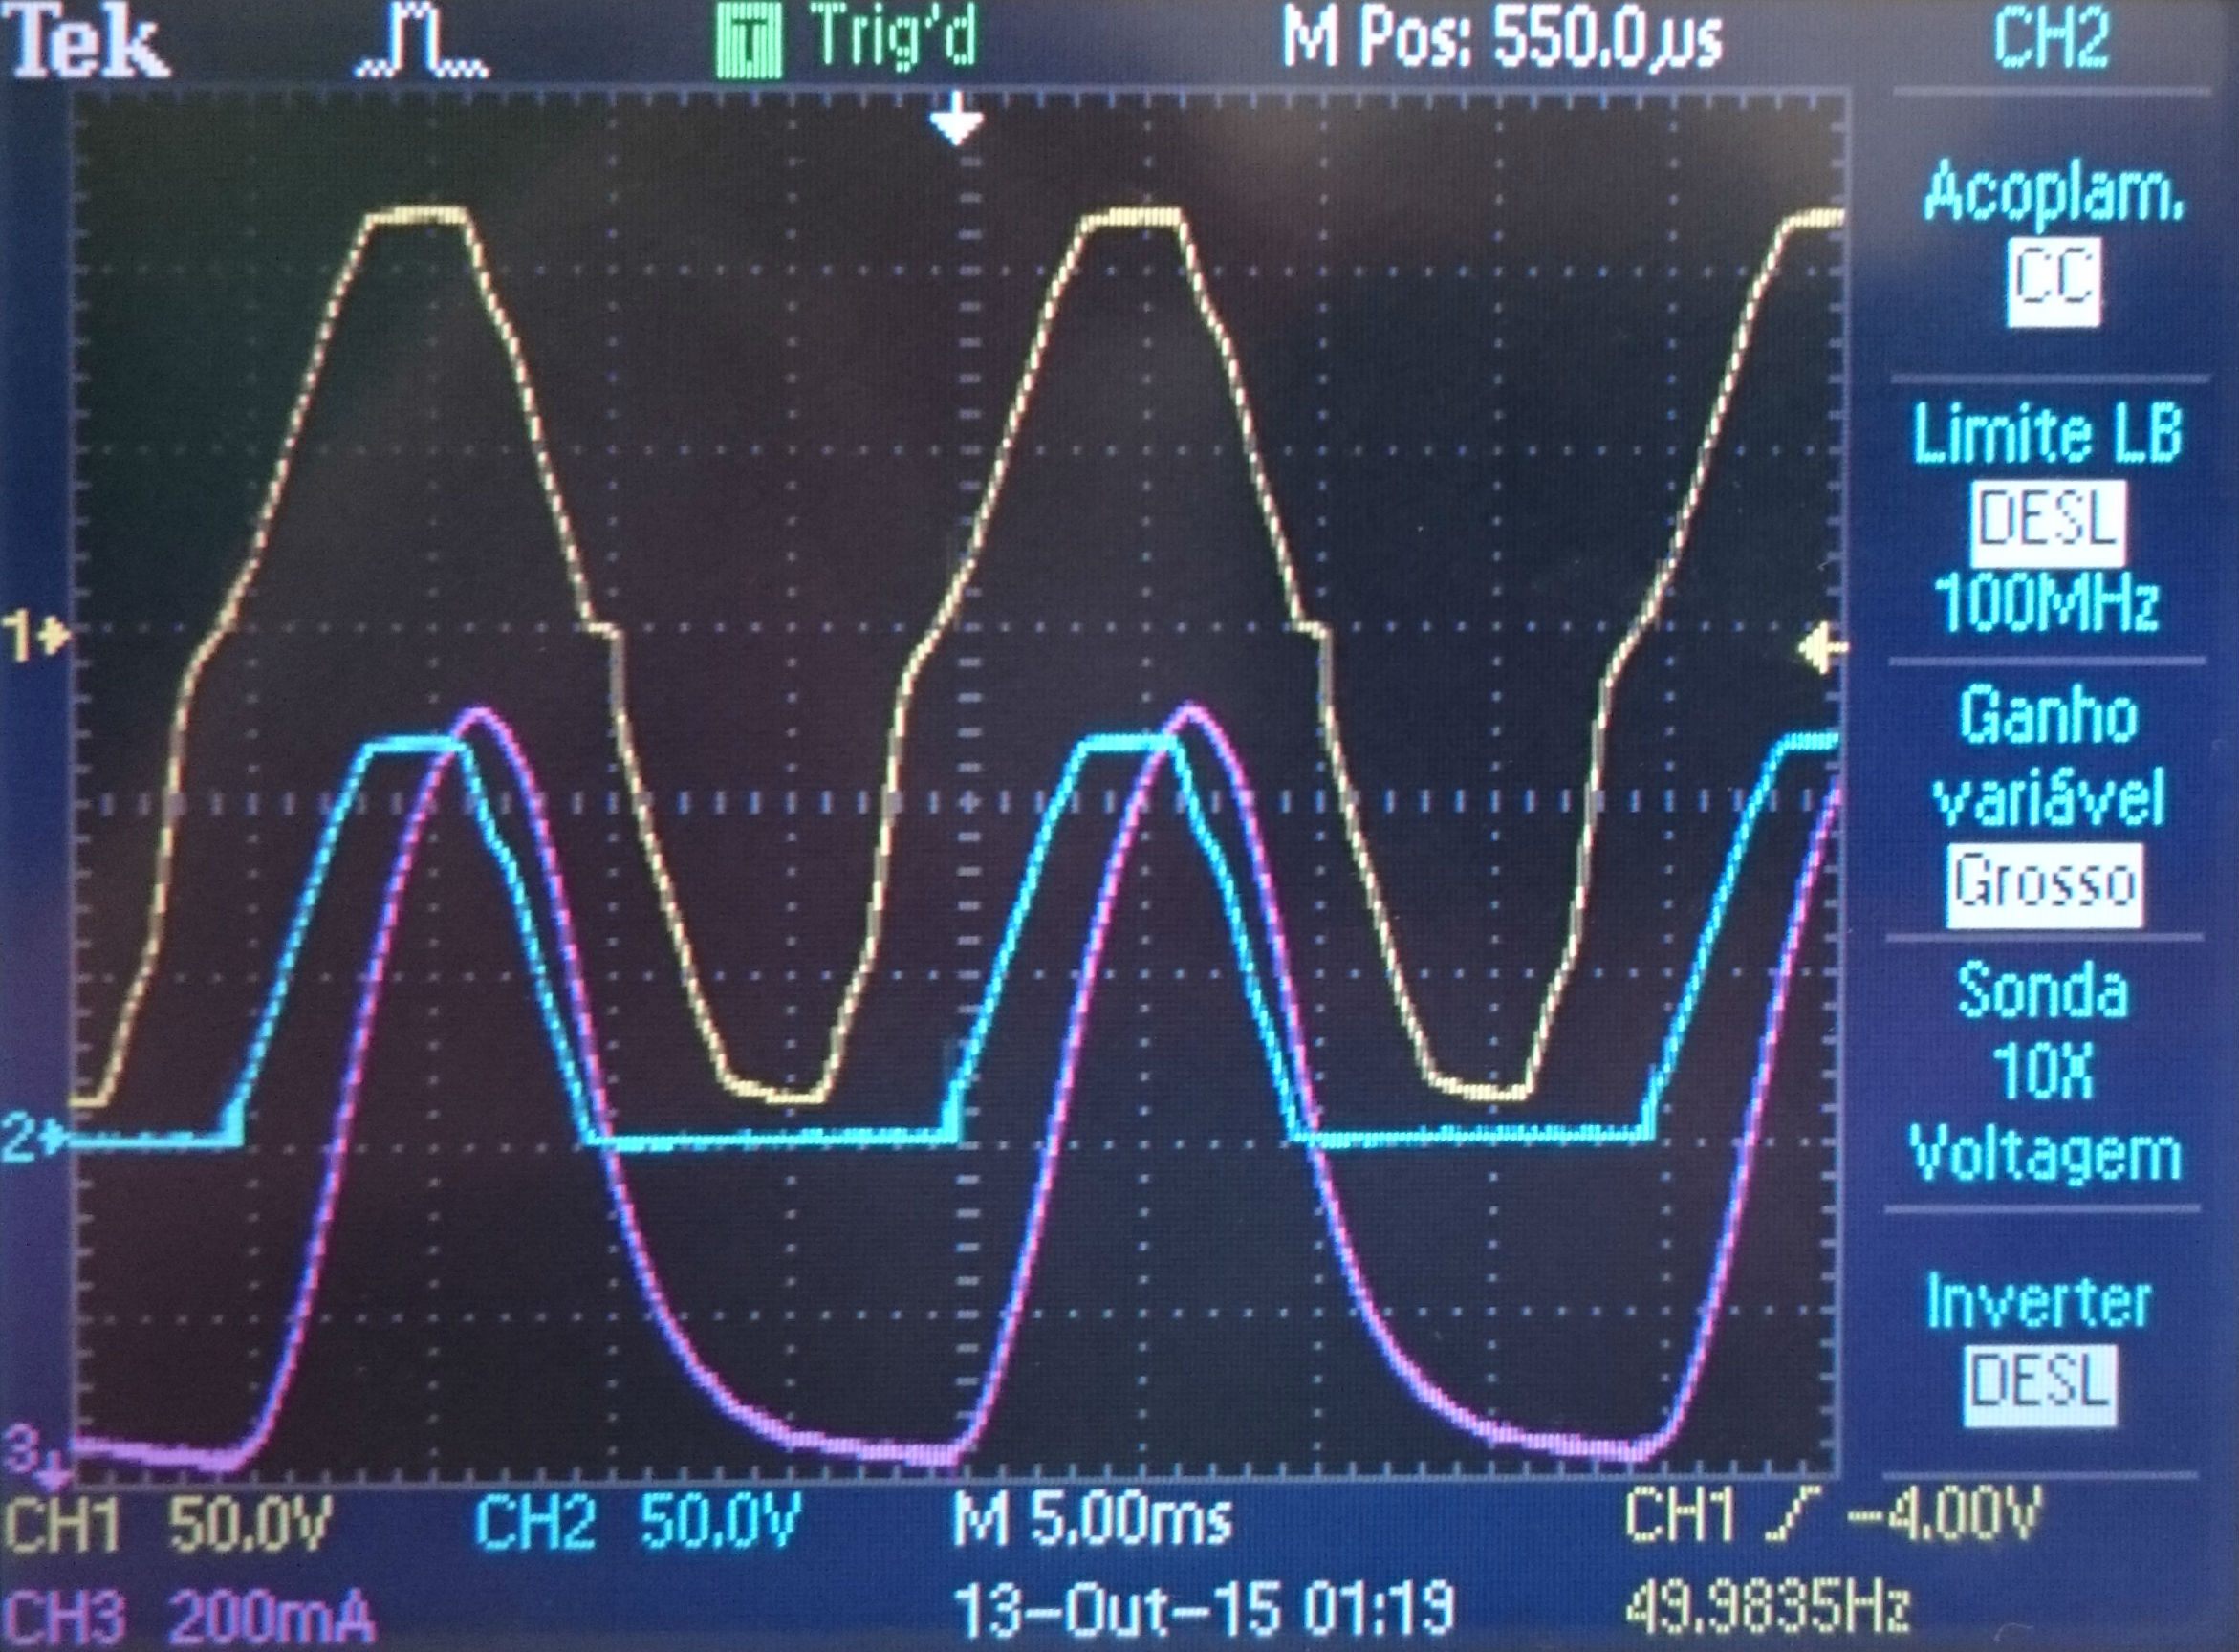 Tek T Trig'd M Pos: 550.0µs CH2
Acoplam.
CC
Limite LB
DESL
100MHz
1
Ganho
variável
Grosso
Sonda
10X
2
Voltagem
Inverter
DESL
3
CH1 50.0V CH2 50.0V M 5.00ms CH1 -4.00V
CH3 200mA 13-Out-15 01:19 49.9835Hz